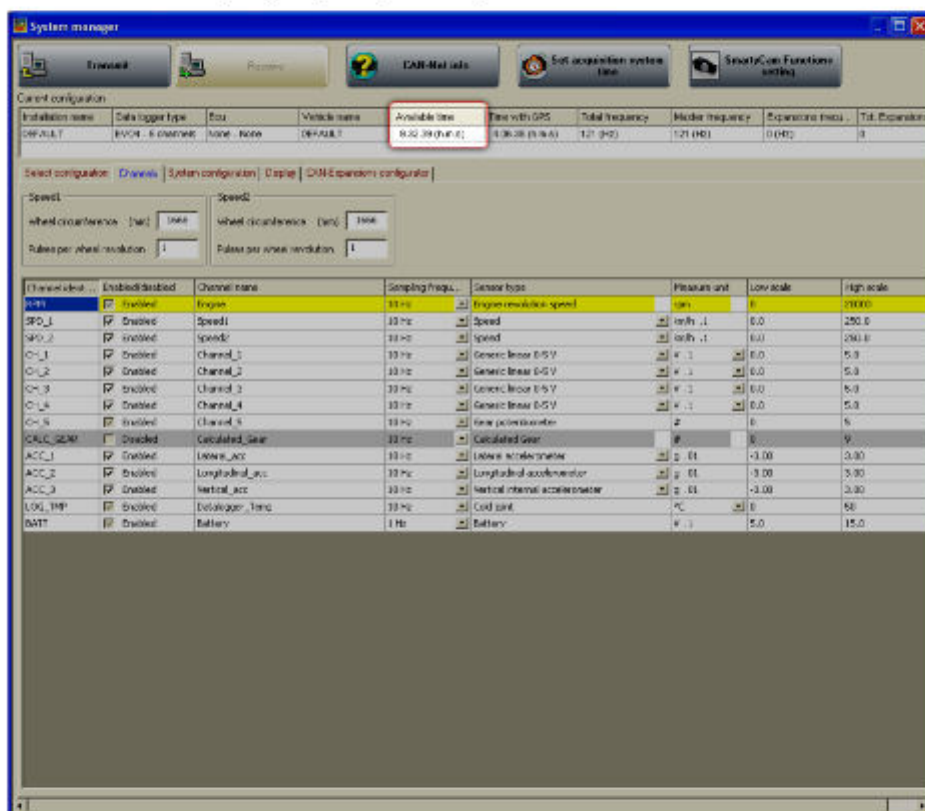 System manager
Transmit Receive CAN-Net info Set acquisition system time SmartyCam Functions setting
Current configuration
Installation name Data logger type Ecu Vehicle name Available time Time with GPS Total frequency Master frequency Expansions frequ... Tot. Expansions
DEFAULT EVO4 - 5 channels None - None DEFAULT 121 (Hz) 121 (Hz) 0 (Hz) 0
Select configuration Channels System configuration Display CAN-Expansions configurator
Speed1 Speed2
Wheel circumference (mm) 1666 Wheel circumference (mm) 1666
Pulses per wheel revolution 1 Pulses per wheel revolution 1
Channel ident... Enabled/disabled Channel name Sampling frequ... Sensor type Measure unit Low scale High scale
RPM Enabled Engine 10 Hz Engine revolution speed rpm 0 20000
SPD_1 Enabled Speed1 10 Hz Speed km/h .1 0.0 250.0
SPD_2 Enabled Speed2 10 Hz Speed km/h .1 0.0 250.0
CH_1 Enabled Channel_1 10 Hz Generic linear 0-5 V V .1 0.0 5.0
CH_2 Enabled Channel_2 10 Hz Generic linear 0-5 V V .1 0.0 5.0
CH_3 Enabled Channel_3 10 Hz Generic linear 0-5 V V .1 0.0 5.0
CH_4 Enabled Channel_4 10 Hz Generic linear 0-5 V V .1 0.0 5.0
CH_5 Enabled Channel_5 10 Hz Gear potentiometer # 0
CALC_GEAR Disabled Calculated_Gear 10 Hz Calculated Gear # 0 9
ACC_1 Enabled Lateral_acc 10 Hz Lateral accelerometer g .01 -3.00 3.00
ACC_2 Enabled Longitudinal_acc 10 Hz Longitudinal accelerometer g .01 -3.00 3.00
ACC_3 Enabled Vertical_acc 10 Hz Vertical internal accelerometer g .01 -3.00 3.00
LOG_TMP Enabled Datalogger_Temp 10 Hz Cold joint °C 0
BATT Enabled Battery 1 Hz Battery V .1 5.0 15.0